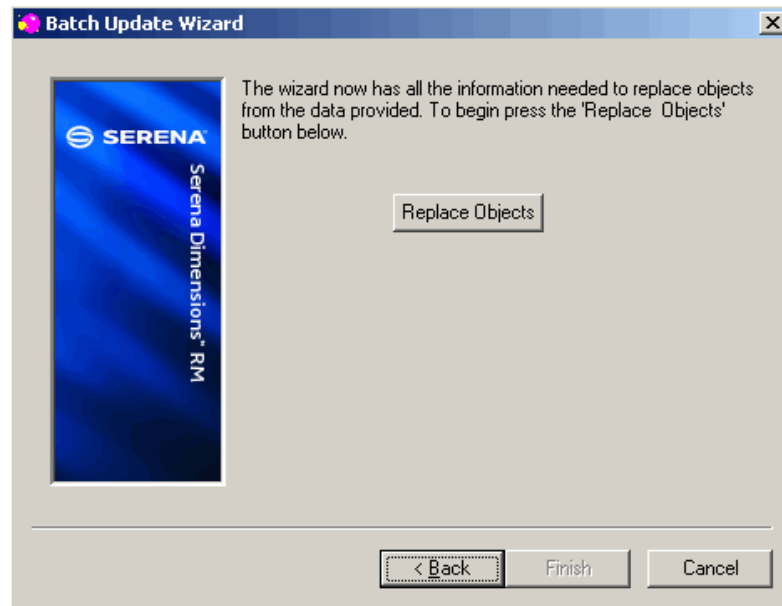 Batch Update Wizard
The wizard now has all the information needed to replace objects
from the data provided. To begin press the 'Replace  Objects'
button below.
SERENA
Serena Dimensions® RM
Replace Objects
< Back
Finish
Cancel